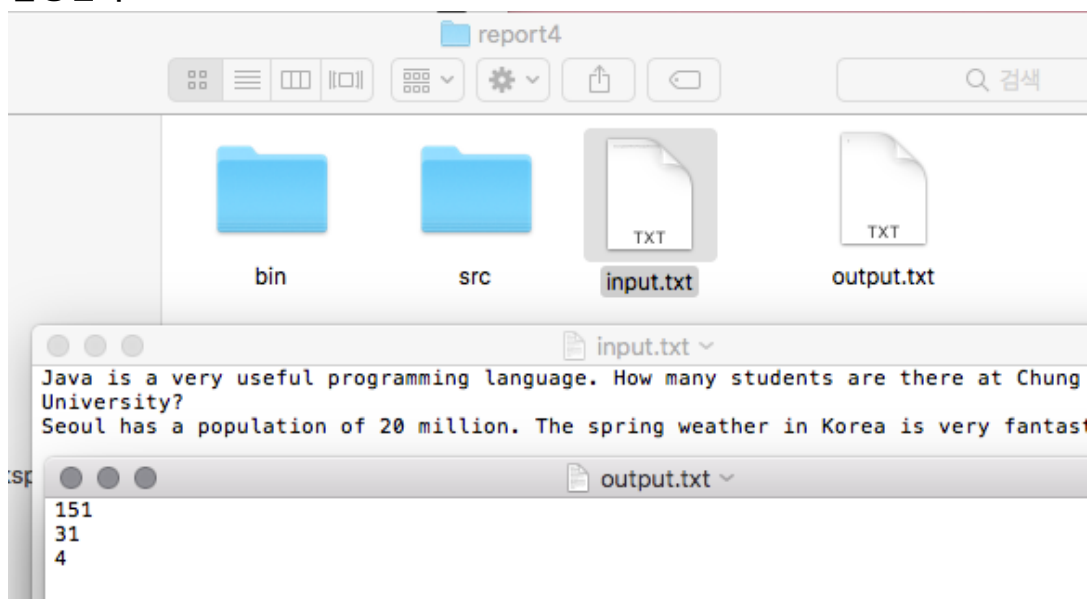 report4
검색
TXT
TXT
bin
src
input.txt
output.txt
input.txt
Java is a very useful programming language. How many students are there at Chung
University?
Seoul has a population of 20 million. The spring weather in Korea is very
output.txt
151
31
4